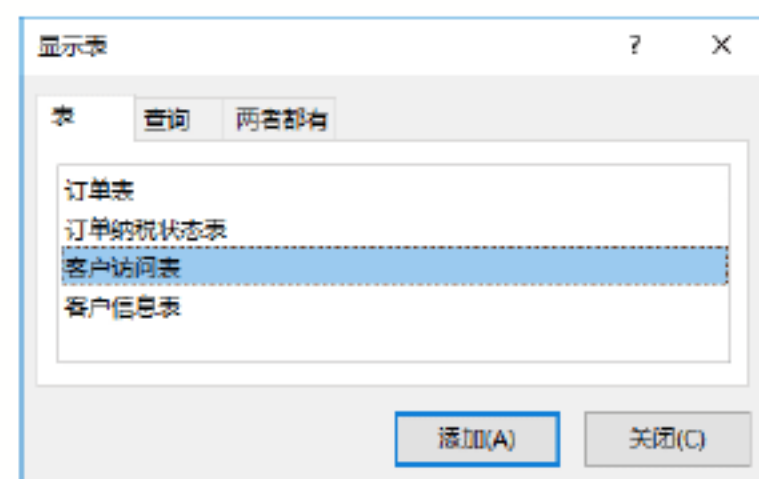 显示表 ? ×
表 查询 两者都有
订单表
订单纳税状态表
客户访问表
客户信息表
添加(A) 关闭(C)